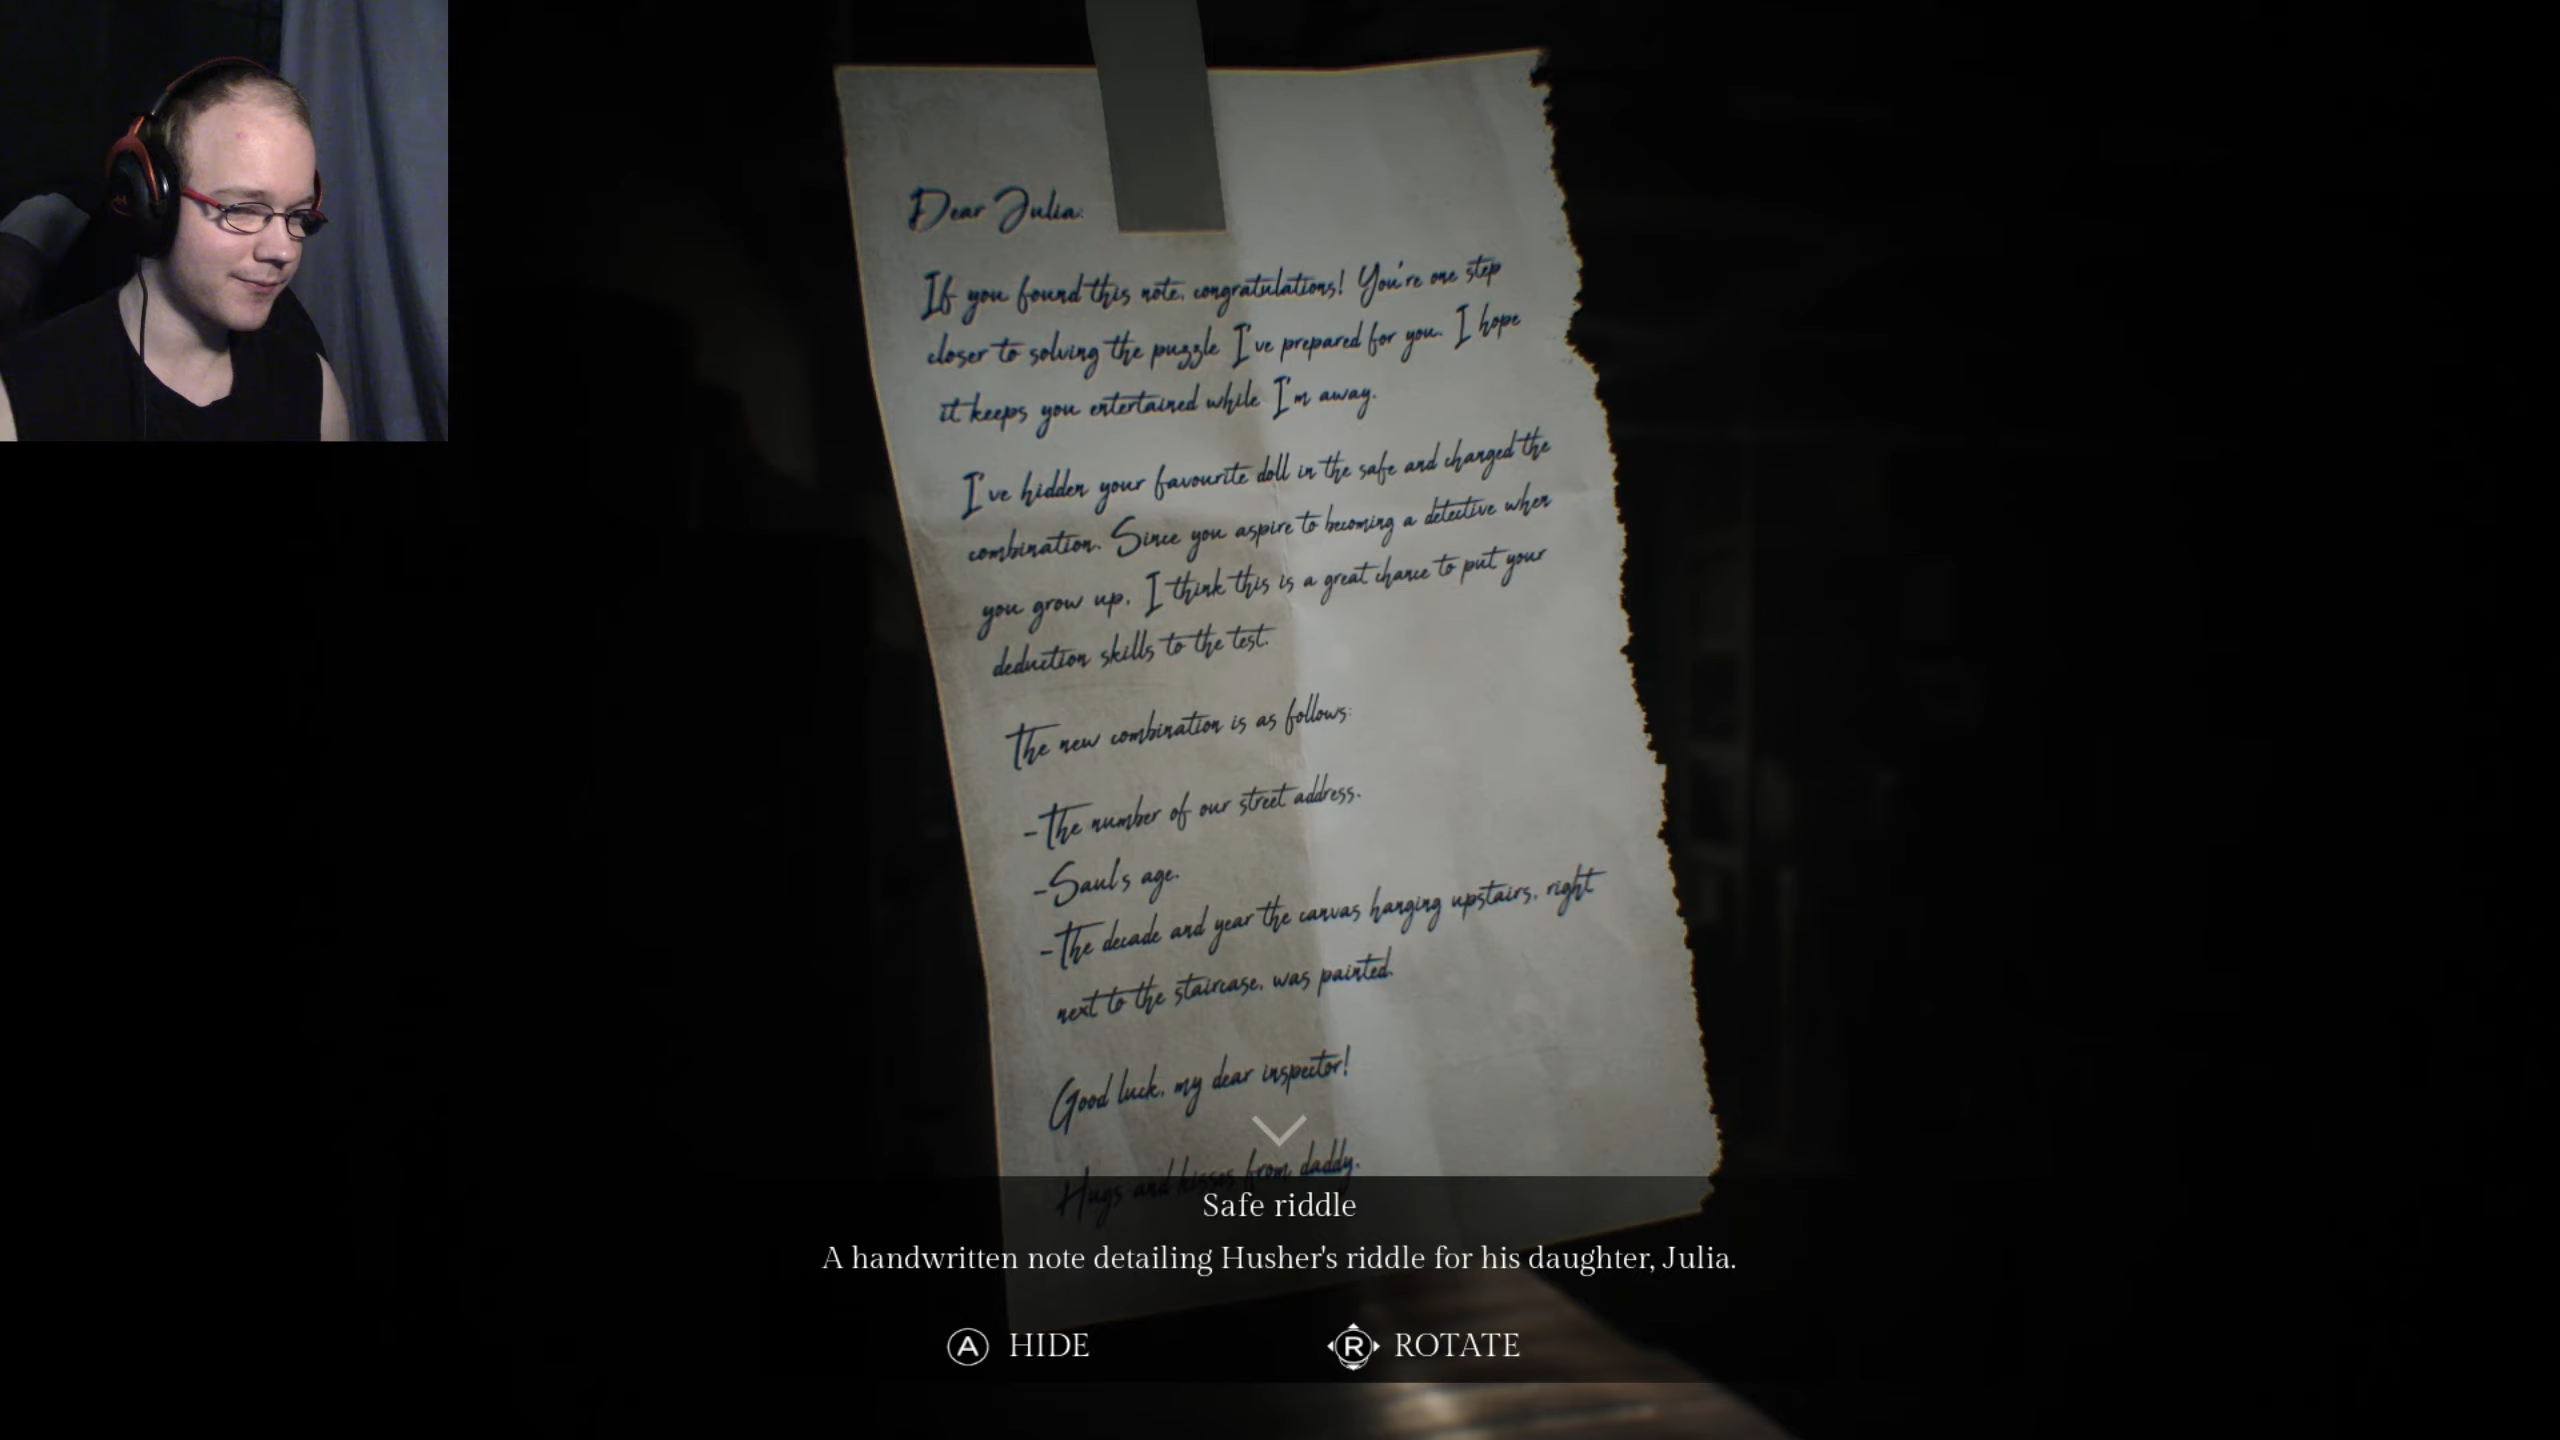 Dear Julia:
If you found this note, congratulations! You're one step
closer to solving the puzzle I've prepared for you. I hope
it keeps you entertained while I'm away.
I've hidden your favourite doll in the safe and changed the
combination. Since you aspire to becoming a detective when
you grow up, I think this is a great chance to put your
deduction skills to the test.
The new combination is as follows:
-The number of our street address.
-Saul's age.
-The decade and year the canvas hanging upstairs, right
next to the staircase, was painted.
Good luck, my dear inspector!
Hugs and kisses from daddy.
Safe riddle
A handwritten note detailing Husher's riddle for his daughter, Julia.
A HIDE
R ROTATE